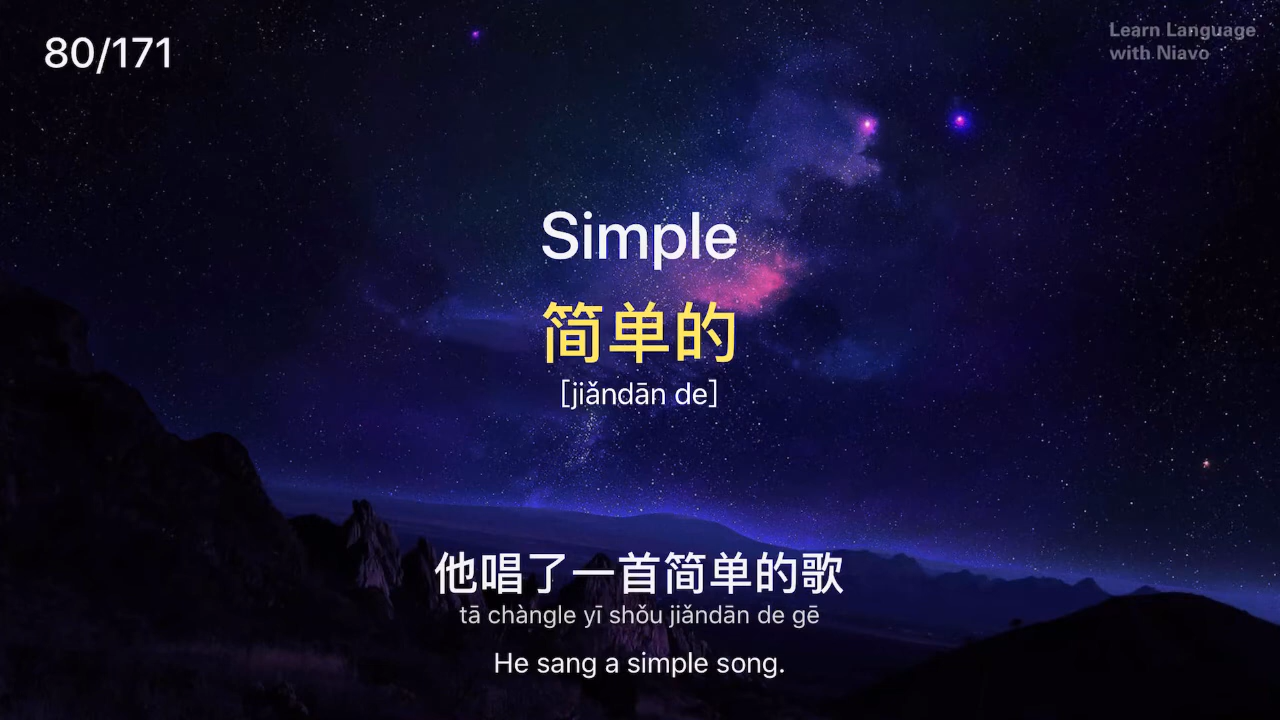 80/171
Learn Language
with Niavo
Simple
简单的
[jiǎndān de]
他唱了一首简单的歌
tā chàngle yī shǒu jiǎndān de gē
He sang a simple song.